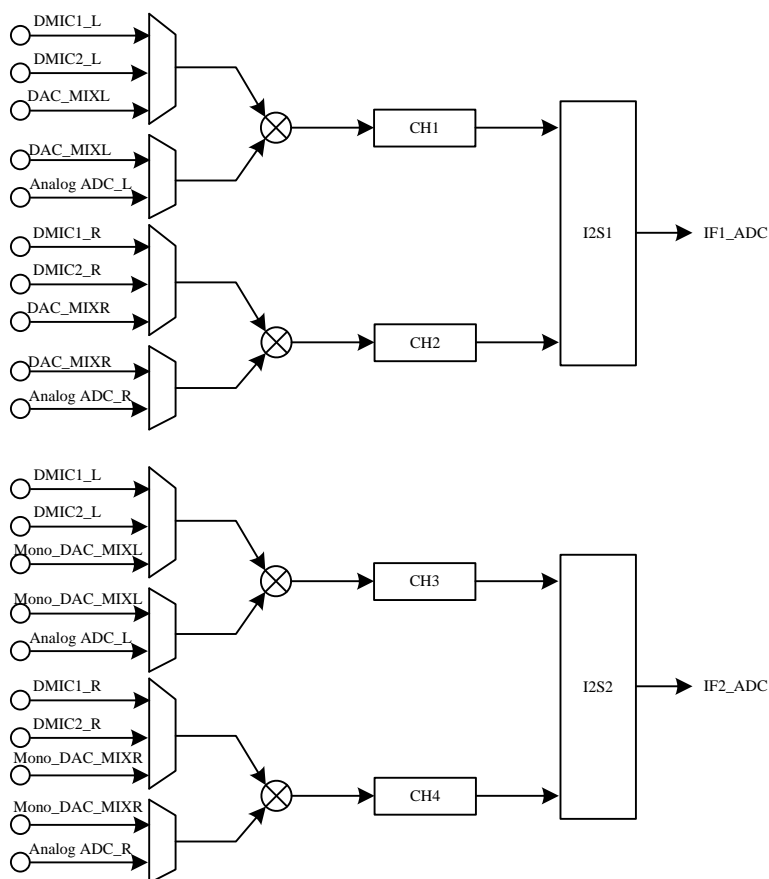 DMIC1_L
DMIC2_L
DAC_MIXL
DAC_MIXL
Analog ADC_L
CH1
DMIC1_R
DMIC2_R
DAC_MIXR
DAC_MIXR
Analog ADC_R
CH2
I2S1
IF1_ADC
DMIC1_L
DMIC2_L
Mono_DAC_MIXL
Mono_DAC_MIXL
Analog ADC_L
CH3
DMIC1_R
DMIC2_R
Mono_DAC_MIXR
Mono_DAC_MIXR
Analog ADC_R
CH4
I2S2
IF2_ADC